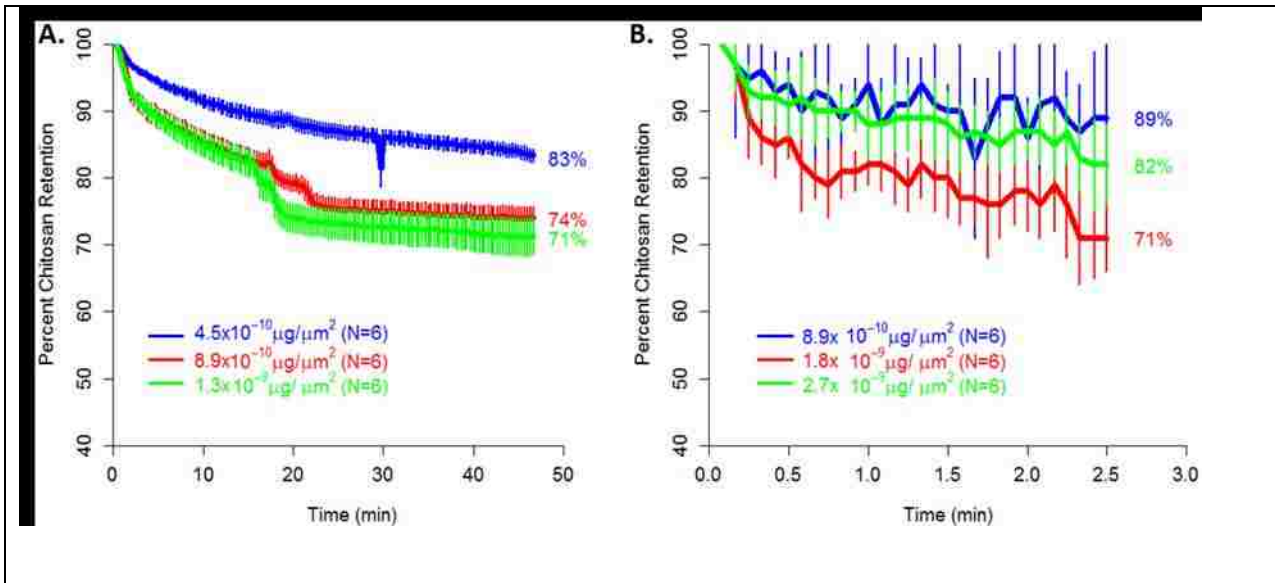 A.
Percent Chitosan Retention
100
90
80
70
60
50
40
83%
74%
71%
4.5x10⁻¹⁰µg/µm² (N=6)
8.9x10⁻¹⁰µg/µm² (N=6)
1.3x10⁻⁹µg/ µm² (N=6)
0 10 20 30 40 50
Time (min)
B.
Percent Chitosan Retention
100
90
80
70
60
50
40
89%
82%
71%
8.9x 10⁻¹⁰µg/µm² (N=6)
1.8x 10⁻⁹µg/ µm² (N=6)
2.7x 10⁻⁹µg/ µm² (N=6)
0.0 0.5 1.0 1.5 2.0 2.5 3.0
Time (min)